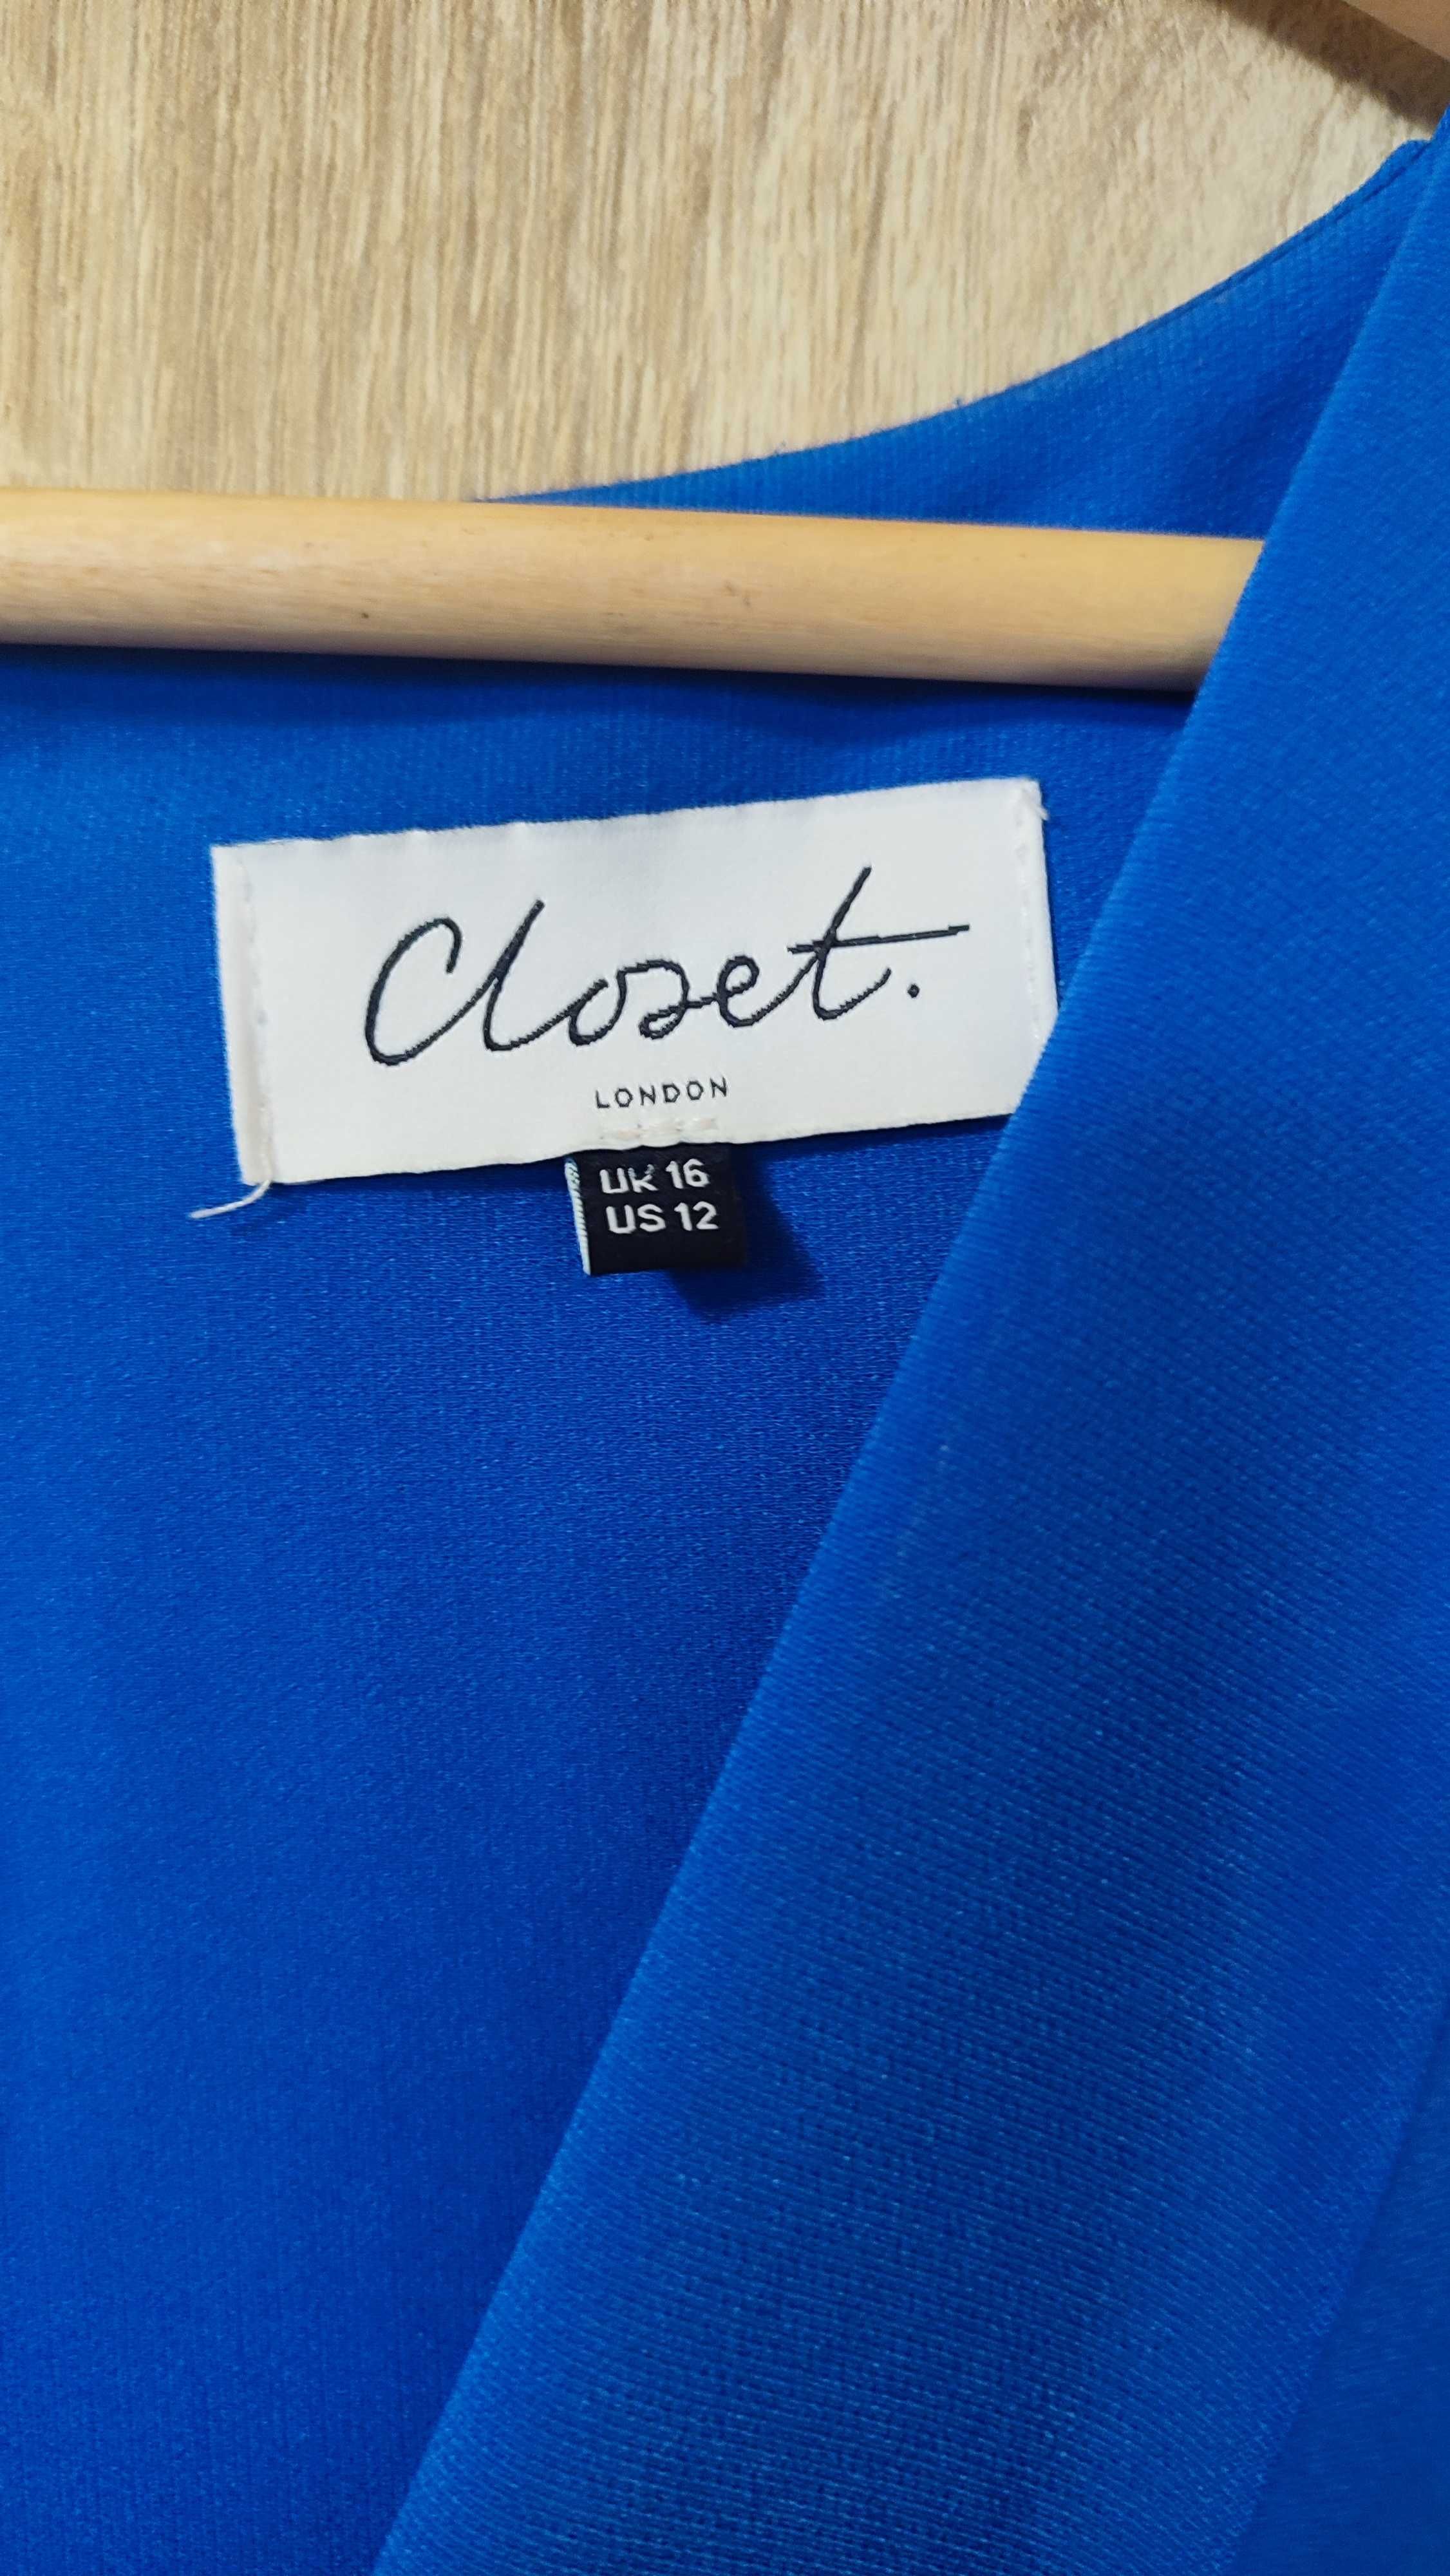 Closet.
LONDON
UK 16
US 12